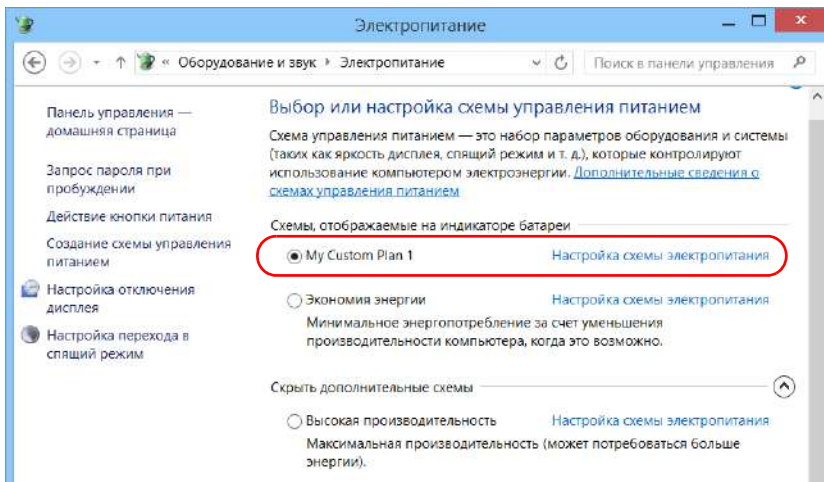 Электропитание
« Оборудование и звук Электропитание
Поиск в панели управления
Панель управления —
домашняя страница
Запрос пароля при
пробуждении
Действие кнопки питания
Создание схемы управления
питанием
Настройка отключения
дисплея
Настройка перехода в
спящий режим
Выбор или настройка схемы управления питанием
Схема управления питанием — это набор параметров оборудования и системы
(таких как яркость дисплея, спящий режим и т. д.), которые контролируют
использование компьютером электроэнергии. Дополнительные сведения о
схемах управления питанием
Схемы, отображаемые на индикаторе батареи
My Custom Plan 1 Настройка схемы электропитания
Экономия энергии Настройка схемы электропитания
Минимальное энергопотребление за счет уменьшения
производительности компьютера, когда это возможно.
Скрыть дополнительные схемы
Высокая производительность Настройка схемы электропитания
Максимальная производительность (может потребоваться больше
энергии).